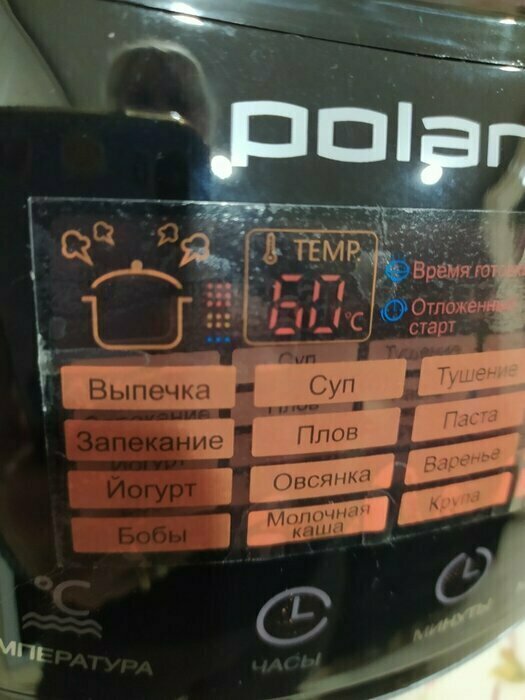 polar
TEMP
60°C
Время готов
Отложенны
старт
Выпечка
Суп
Тушение
Запекание
Плов
Паста
Йогурт
Овсянка
Варенье
Бобы
Молочная
каша
Крупа
°C
МПЕРАТУРА
ЧАСЫ
МИНУТЫ